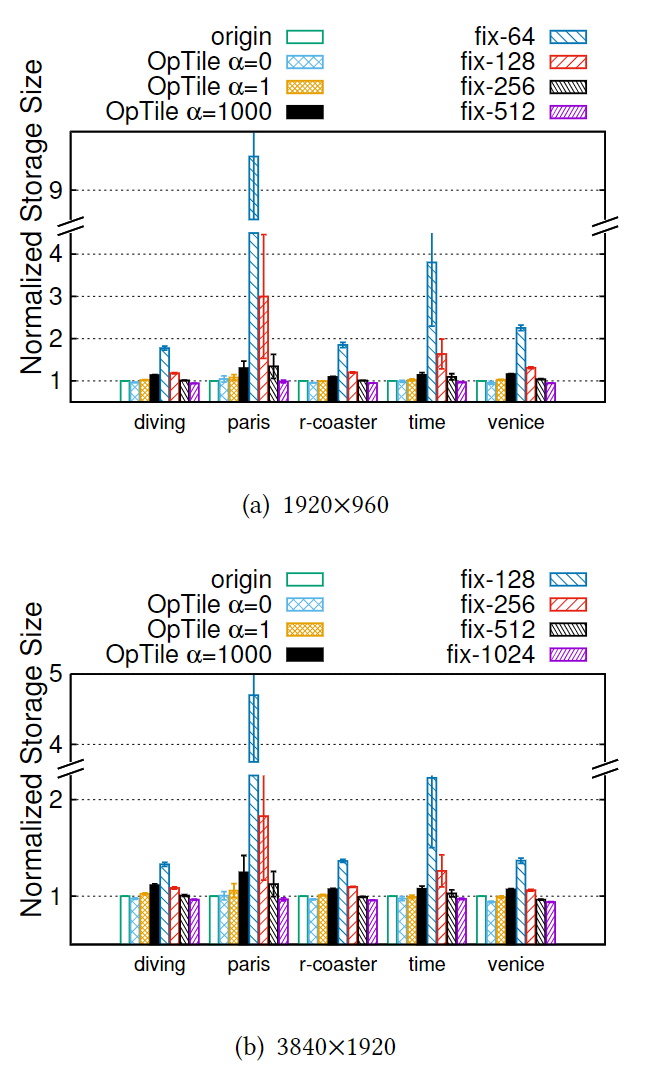 origin fix-64
OpTile α=0 fix-128
OpTile α=1 fix-256
OpTile α=1000 fix-512
Normalized Storage Size
9
4
3
2
1
diving paris r-coaster time venice
(a) 1920×960
origin fix-128
OpTile α=0 fix-256
OpTile α=1 fix-512
OpTile α=1000 fix-1024
Normalized Storage Size
5
4
2
1
diving paris r-coaster time venice
(b) 3840×1920